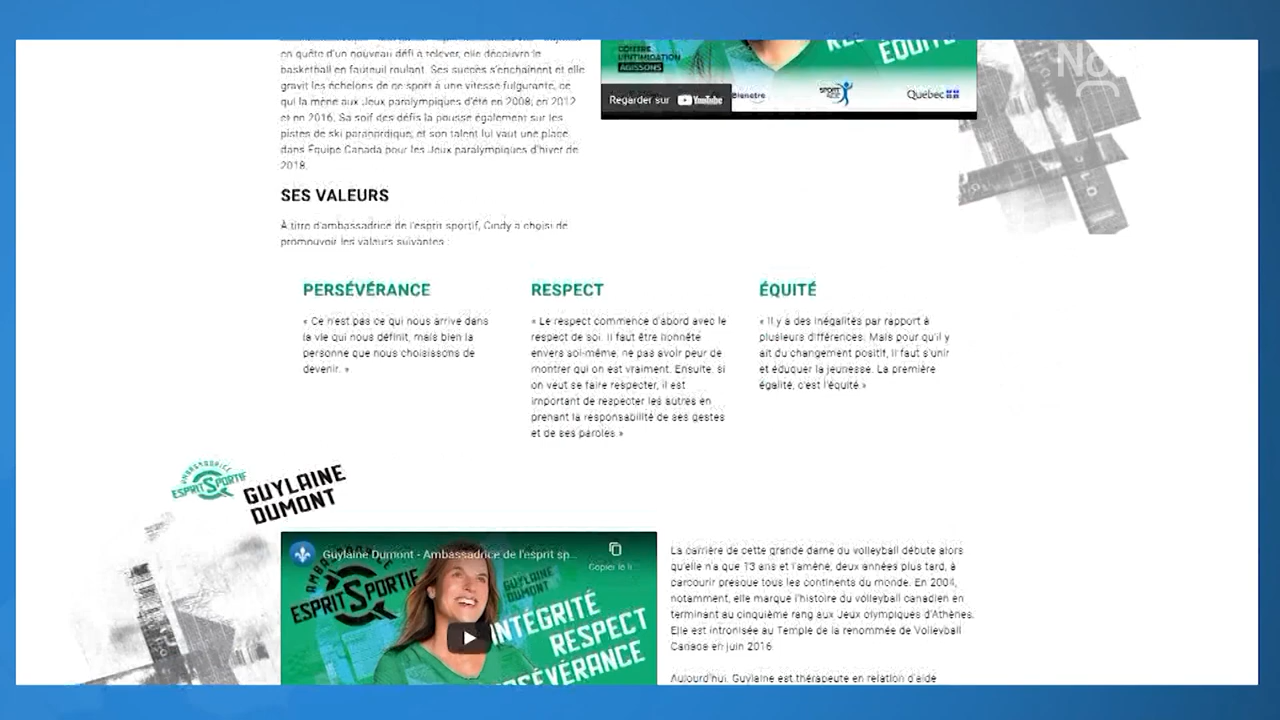 en quête d'un nouveau défi à relever, elle découvre le
basketball en fauteuil roulant. Ses succès s'enchaînent et elle
gravit les échelons de ce sport à une vitesse fulgurante, ce
qui la mène aux Jeux paralympiques d'été en 2008, en 2012
et en 2016. Sa soif des défis la pousse également sur les
pistes de ski paranordique, et son talent lui vaut une place
dans Équipe Canada pour les Jeux paralympiques d'hiver de
2018.
ÉQUITÉ
CONTRE
L'INTIMIDATION
AGISSONS
Regarder sur YouTube
Bienêtre
SPORT
AIDE
Québec
SES VALEURS
À titre d'ambassadrice de l'esprit sportif, Cindy a choisi de
promouvoir les valeurs suivantes :
PERSÉVÉRANCE
« Ce n'est pas ce qui nous arrive dans
la vie qui nous définit, mais bien la
personne que nous choisissons de
devenir. »
RESPECT
« Le respect commence d'abord avec le
respect de soi. Il faut être honnête
envers soi-même, ne pas avoir peur de
montrer qui on est vraiment. Ensuite, si
on veut se faire respecter, il est
important de respecter les autres en
prenant la responsabilité de ses gestes
et de ses paroles »
ÉQUITÉ
« Il y a des inégalités par rapport à
plusieurs différences. Mais pour qu'il y
ait du changement positif, il faut s'unir
et éduquer la jeunesse. La première
égalité, c'est l'équité »
AMBASSADRICE
ESPRIT SPORTIF
GUYLAINE
DUMONT
Guylaine Dumont - Ambassadrice de l'esprit sp...
Copier le li
ESPRIT SPORTIF
GUYLAINE
DUMONT
INTÉGRITÉ
RESPECT
La carrière de cette grande dame du volleyball débute alors
qu'elle n'a que 13 ans et l'amène, deux années plus tard, à
parcourir presque tous les continents du monde. En 2004,
notamment, elle marque l'histoire du volleyball canadien en
terminant au cinquième rang aux Jeux olympiques d'Athènes.
Elle est intronisée au Temple de la renommée de Volleyball
Canada en juin 2016.
Aujourd'hui, Guylaine est thérapeute en relation d'aide